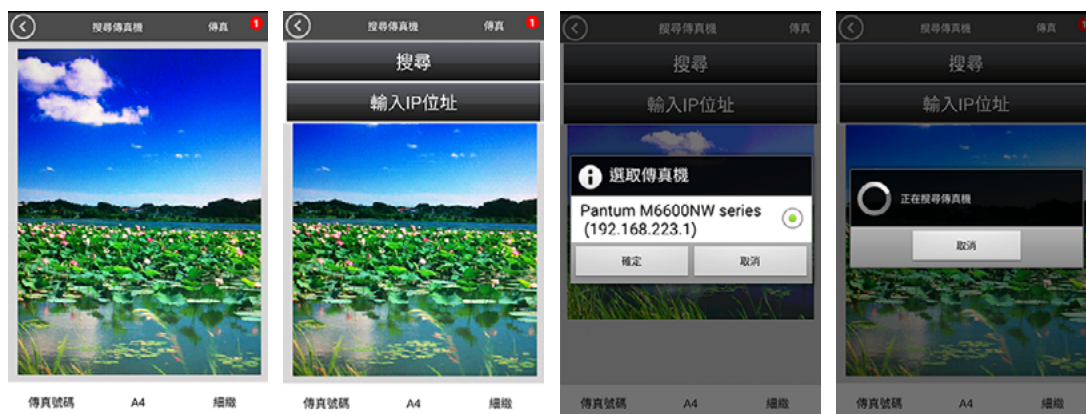 搜尋傳真機 傳真 1
傳真號碼 A4 細緻
搜尋傳真機 傳真 1
搜尋
輸入IP位址
傳真號碼 A4 細緻
搜尋傳真機 傳真
搜尋
輸入IP位址
選取傳真機
Pantum M6600NW series
(192.168.223.1)
確定 取消
傳真號碼 A4 細緻
搜尋傳真機 傳真 1
搜尋
輸入IP位址
正在搜尋傳真機
取消
傳真號碼 A4 細緻